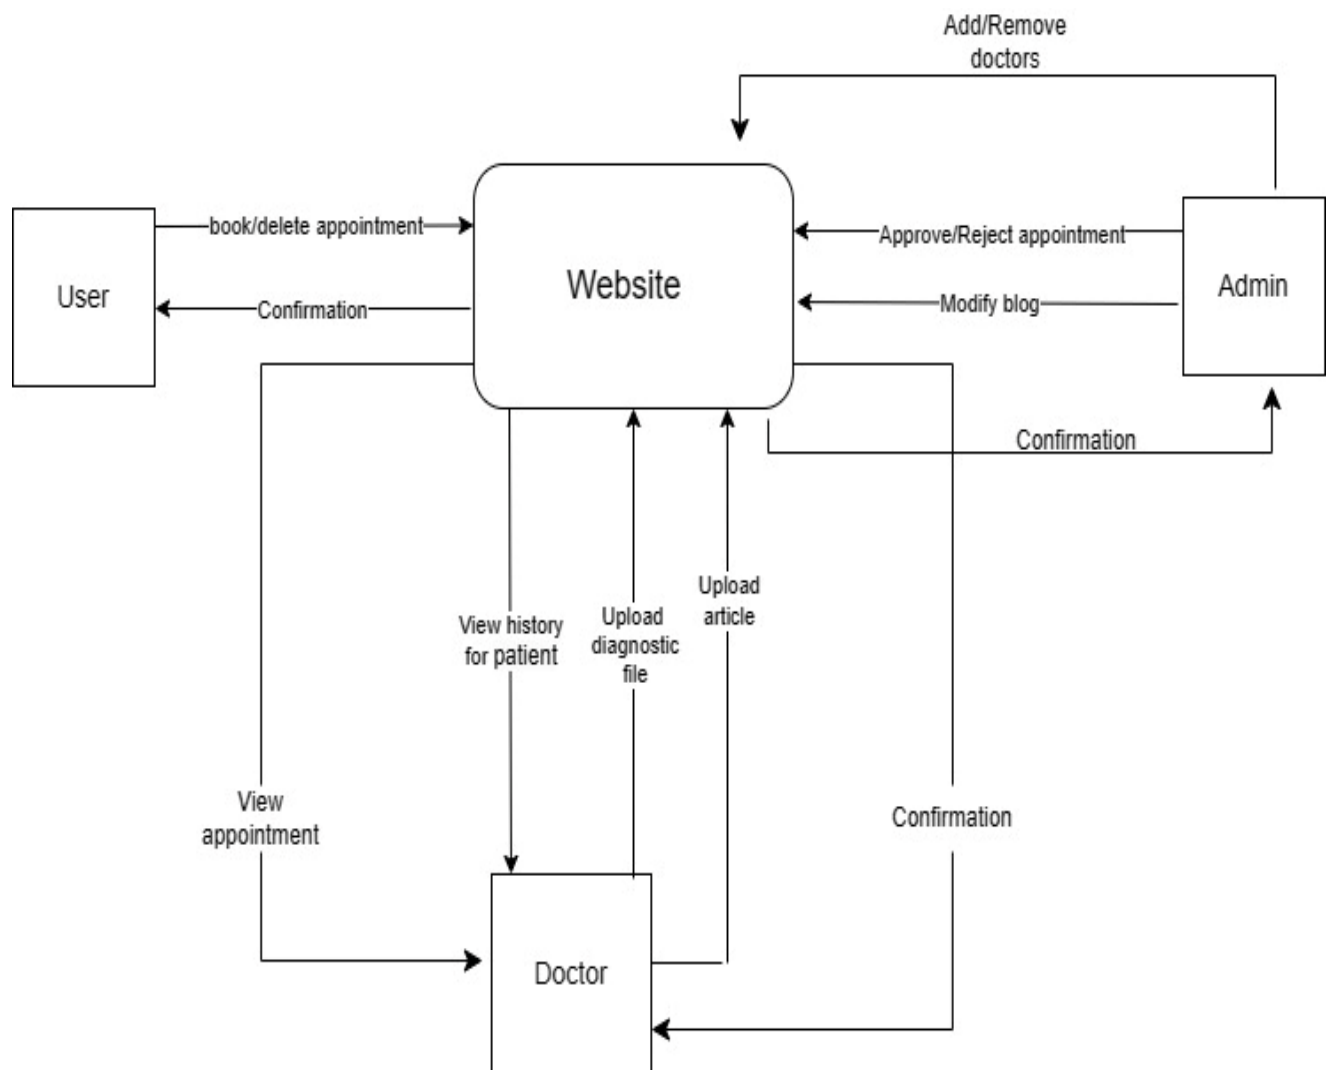 Add/Remove
doctors
book/delete appointment
Approve/Reject appointment
User
Website
Admin
Confirmation
Modify blog
Confirmation
Upload
article
View history
for patient
Upload
diagnostic
file
View
appointment
Confirmation
Doctor